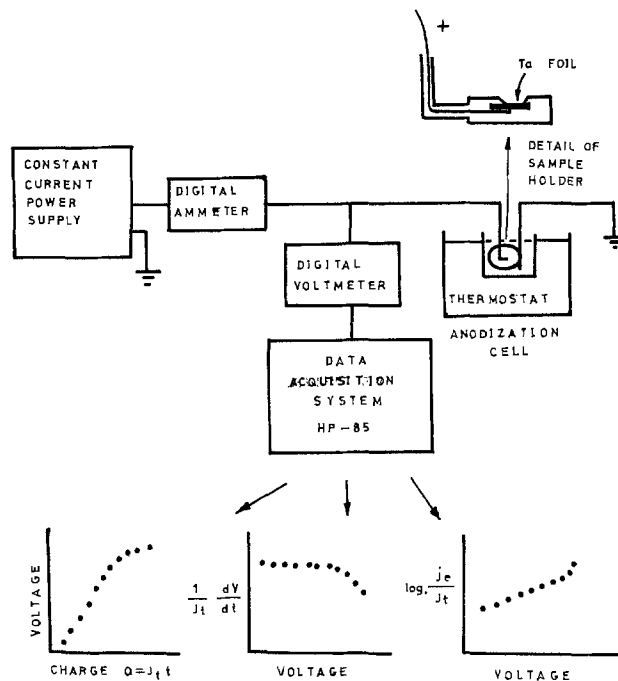 +
Ta FOIL
DETAIL OF
SAMPLE
HOLDER
CONSTANT
CURRENT
POWER
SUPPLY
DIGITAL
AMMETER
DIGITAL
VOLTMETER
THERMOSTAT
ANODIZATION
CELL
DATA
ACQUISITION
SYSTEM
HP-85
VOLTAGE
CHARGE Q=Jt t
1/Jt dV/dt
VOLTAGE
log, je/Jt
VOLTAGE